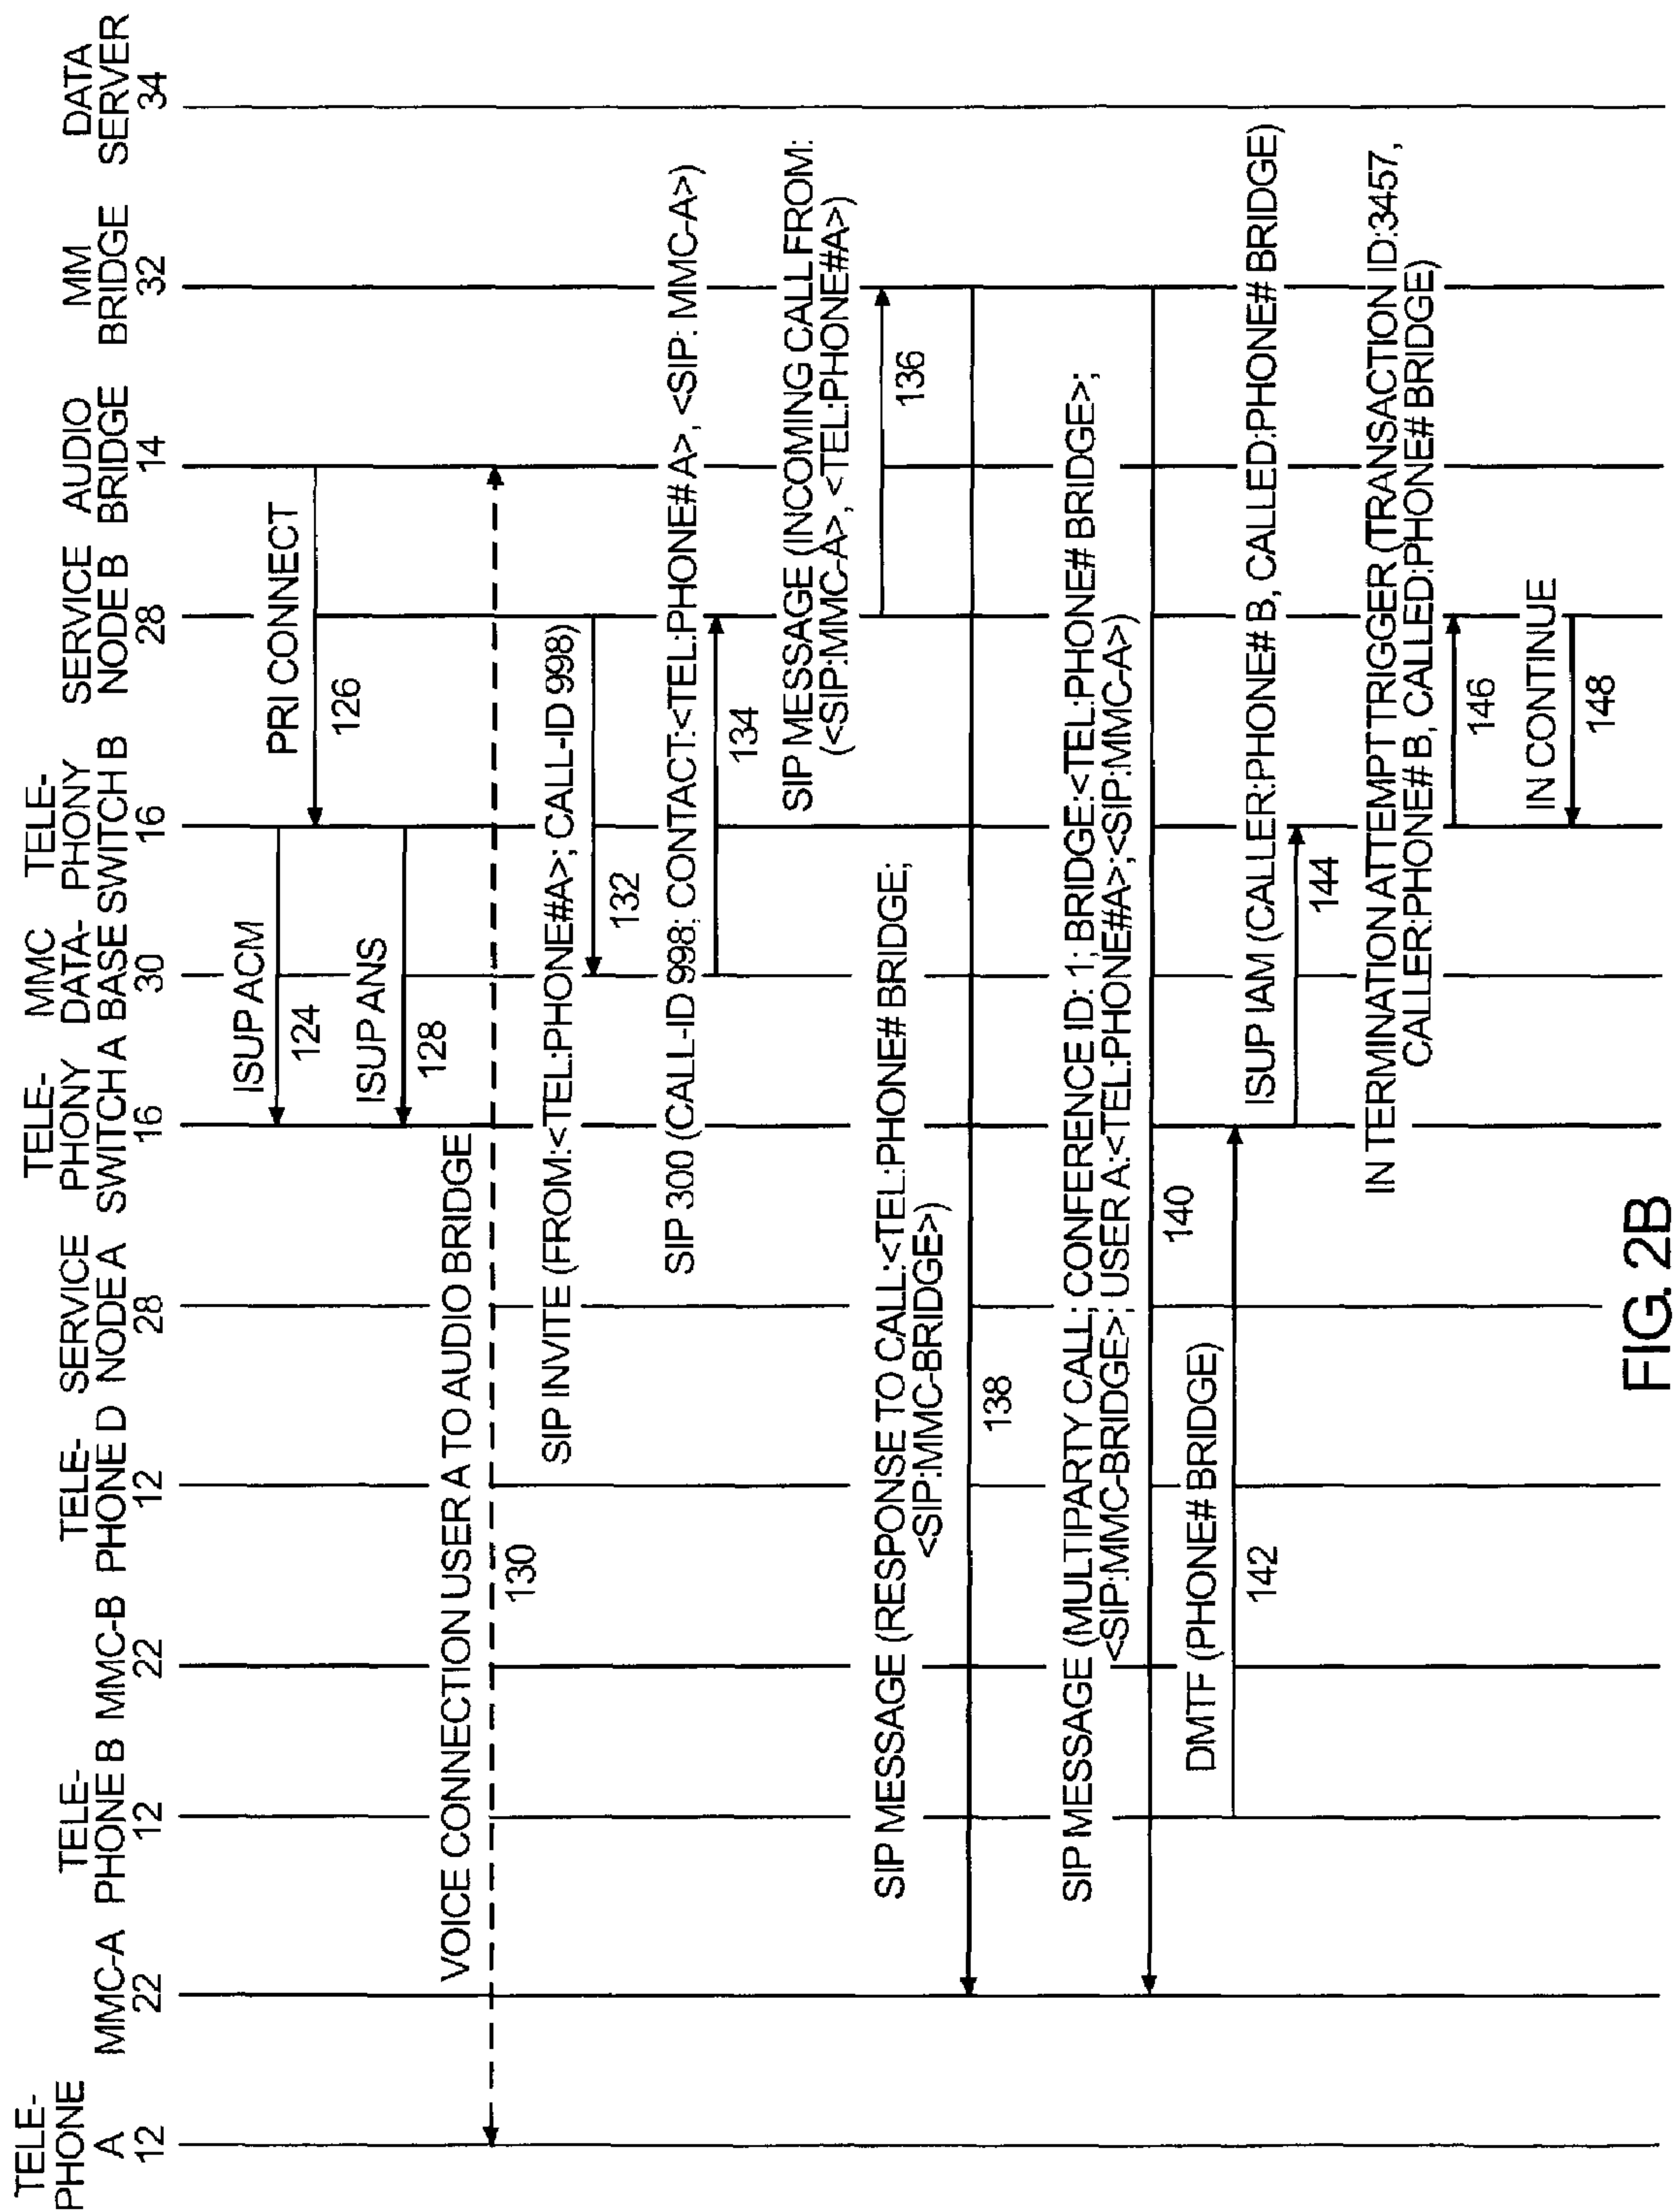 TELE-
PHONE
A
12
MMC-A
22
TELE-
PHONE B
12
MMC-B
22
TELE-
PHONE D
12
SERVICE
NODE A
28
TELE-
PHONY
SWITCH A
16
MMC
DATA-
BASE
30
TELE-
PHONY
SWITCH B
16
SERVICE
NODE B
28
AUDIO
BRIDGE
14
MM
BRIDGE
32
DATA
SERVER
34
ISUP ACM
124
PRI CONNECT
126
ISUP ANS
128
VOICE CONNECTION USER A TO AUDIO BRIDGE
130
SIP INVITE (FROM:<TEL:PHONE#A>; CALL-ID 998)
132
SIP 300 (CALL-ID 998; CONTACT:<TEL:PHONE# A>, <SIP: MMC-A>)
134
SIP MESSAGE (INCOMING CALL FROM:
(<SIP:MMC-A>, <TEL:PHONE#A>)
136
SIP MESSAGE (RESPONSE TO CALL:<TEL:PHONE# BRIDGE;
<SIP:MMC-BRIDGE>)
138
SIP MESSAGE (MULTIPARTY CALL; CONFERENCE ID: 1; BRIDGE:<TEL:PHONE# BRIDGE>;
<SIP:MMC-BRIDGE>; USER A:<TEL:PHONE#A>;<SIP:MMC-A>)
140
DMTF (PHONE# BRIDGE)
142
ISUP IAM (CALLER:PHONE# B, CALLED:PHONE# BRIDGE)
144
IN TERMINATION ATTEMPT TRIGGER (TRANSACTION ID:3457,
CALLER:PHONE# B, CALLED:PHONE# BRIDGE)
146
IN CONTINUE
148
FIG. 2B